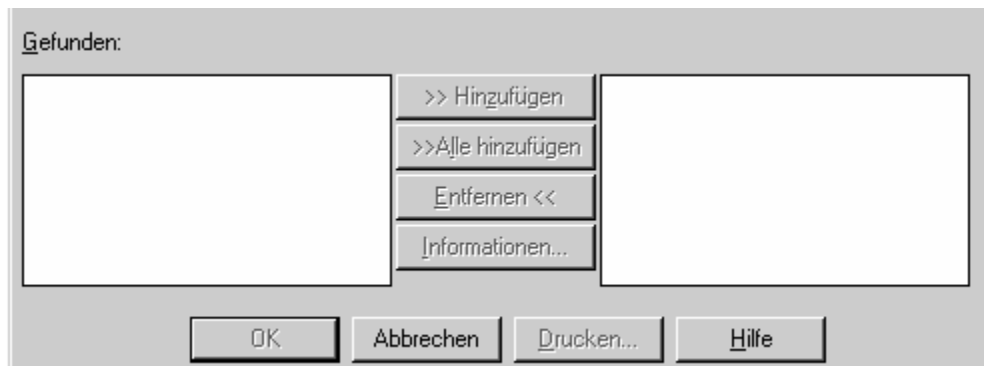 Gefunden:
>> Hinzufügen
>>Alle hinzufügen
Entfernen <<
Informationen...
OK Abbrechen Drucken... Hilfe